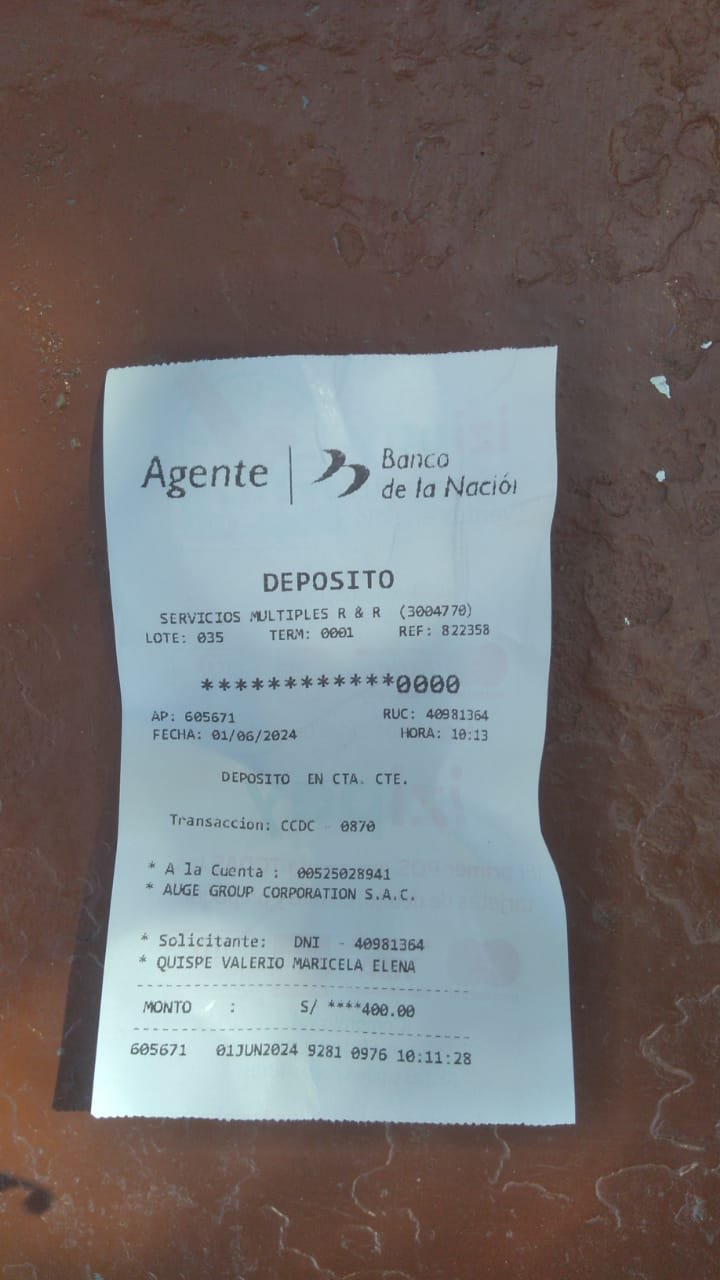 Agente | Banco
de la Nación
DEPOSITO
SERVICIOS MULTIPLES R & R (3004770)
LOTE: 035 TERM: 0001 REF: 822358
************0000
AP: 605671 RUC: 40981364
FECHA: 01/06/2024 HORA: 10:13
DEPOSITO EN CTA. CTE.
Transaccion: CCDC - 0870
* A la Cuenta : 00525028941
* AUGE GROUP CORPORATION S.A.C.
* Solicitante: DNI - 40981364
* QUISPE VALERIO MARICELA ELENA
MONTO : S/ ****400.00
605671 01JUN2024 9281 0976 10:11:28